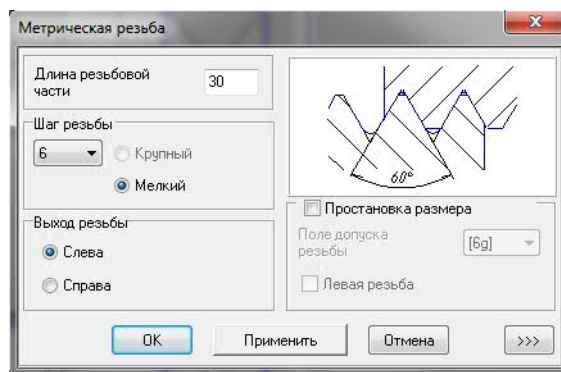 Метрическая резьба
Длина резьбовой
части
30
Шаг резьбы
6
Крупный
Мелкий
Выход резьбы
Слева
Справа
60°
Простановка размера
Поле допуска
резьбы
[6g]
Левая резьба
OK
Применить
Отмена
>>>